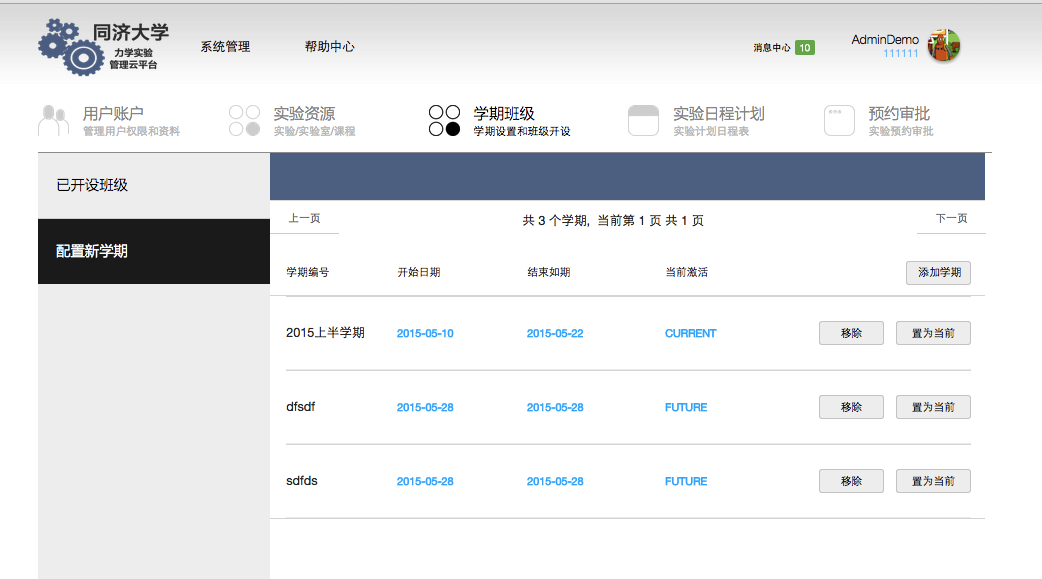 同济大学
力学实验
管理云平台
系统管理
帮助中心
消息中心 10
AdminDemo
111111
用户账户
管理用户权限和资料
实验资源
实验/实验室/课程
学期班级
学期设置和班级开设
实验日程计划
实验计划日程表
预约审批
实验预约审批
已开设班级
配置新学期
上一页
共 3 个学期, 当前第 1 页 共 1 页
下一页
学期编号 开始日期 结束如期 当前激活 添加学期
2015上半学期 2015-05-10 2015-05-22 CURRENT 移除 置为当前
dfsdf 2015-05-28 2015-05-28 FUTURE 移除 置为当前
sdfds 2015-05-28 2015-05-28 FUTURE 移除 置为当前